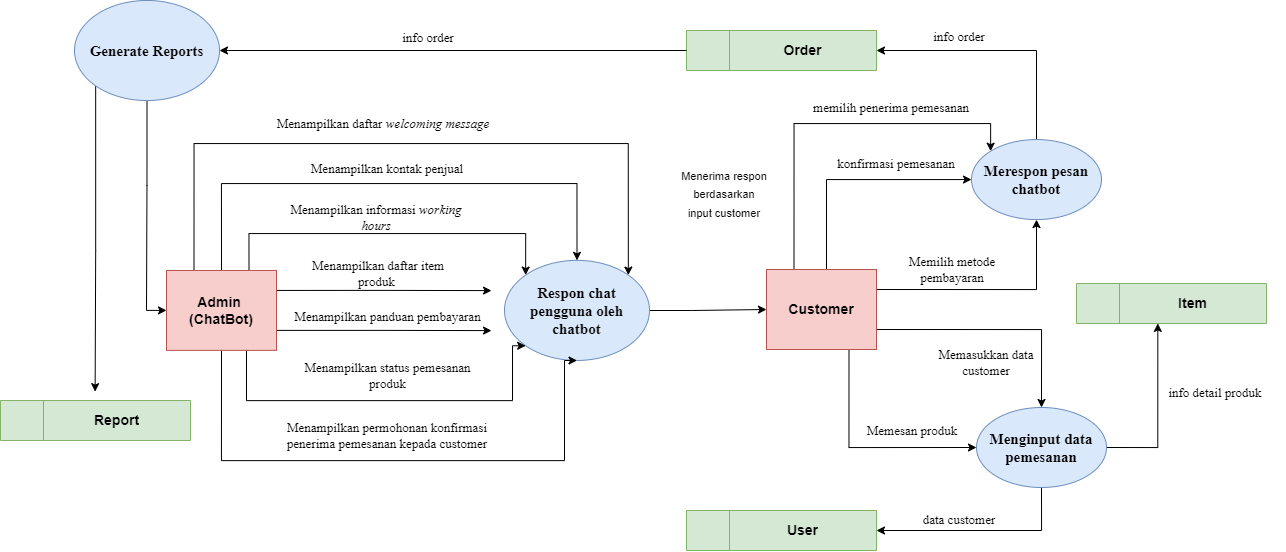 Generate Reports
info order
Order
info order
Menampilkan daftar welcoming message
Menampilkan kontak penjual
Menampilkan informasi working
hours
Menampilkan daftar item
produk
Menampilkan panduan pembayaran
Menampilkan status pemesanan
produk
Menampilkan permohonan konfirmasi
penerima pemesanan kepada customer
Admin
(ChatBot)
Report
Respon chat
pengguna oleh
chatbot
Menerima respon
berdasarkan
input customer
Customer
memilih penerima pemesanan
konfirmasi pemesanan
Memilih metode
pembayaran
Merespon pesan
chatbot
Item
Memasukkan data
customer
Memesan produk
Menginput data
pemesanan
info detail produk
data customer
User